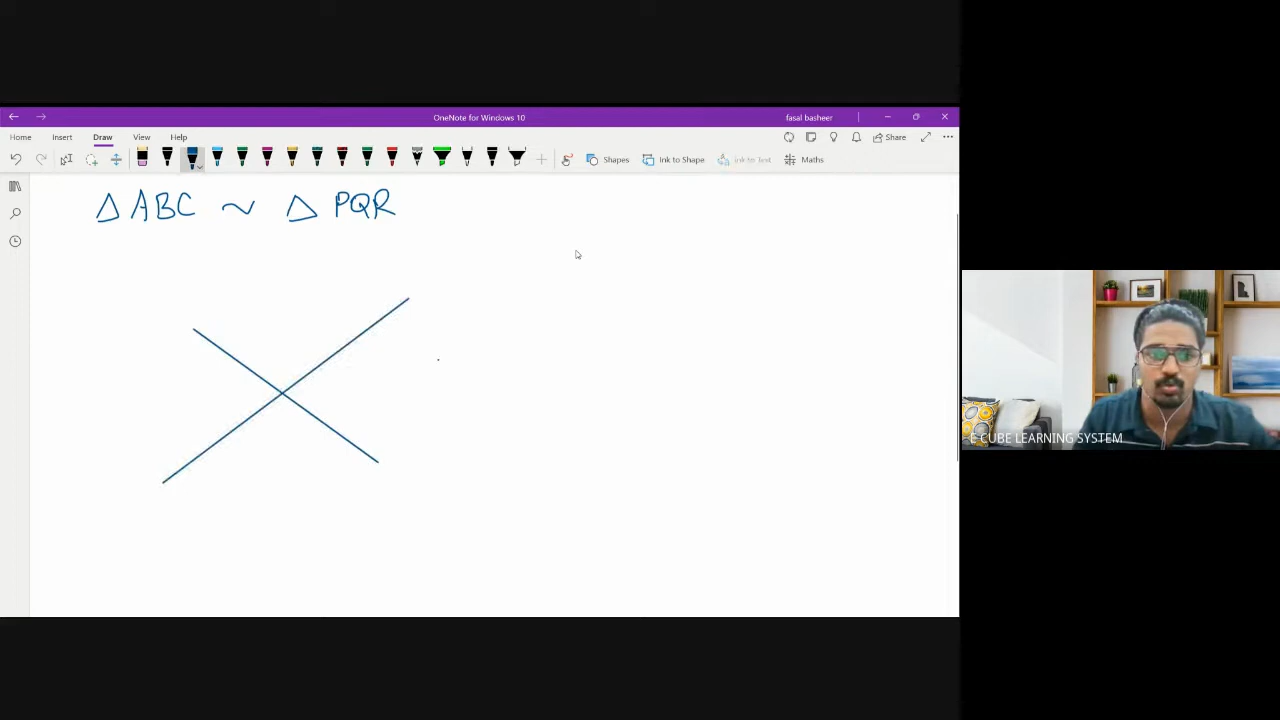 OneNote for Windows 10
fasal basheer
Home Insert Draw View Help
Share
Shapes Ink to Shape Ink to Text Maths
△ ABC ~ △ PQR
E CUBE LEARNING SYSTEM